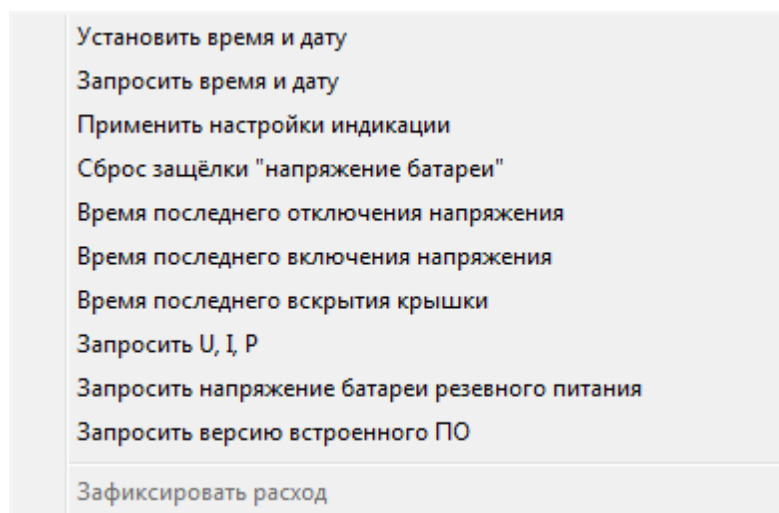 Установить время и дату
Запросить время и дату
Применить настройки индикации
Сброс защёлки "напряжение батареи"
Время последнего отключения напряжения
Время последнего включения напряжения
Время последнего вскрытия крышки
Запросить U, I, P
Запросить напряжение батареи резевного питания
Запросить версию встроенного ПО
Зафиксировать расход